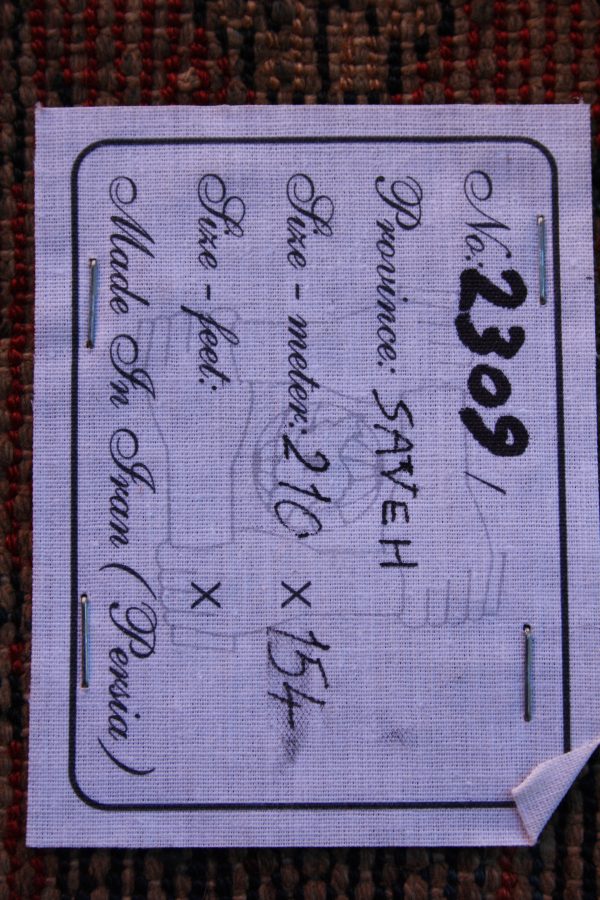 No: 2309 /
Province: SAVEH
Size - meter: 210 x 154
Size - feet: x
Made In Iran (Persia)